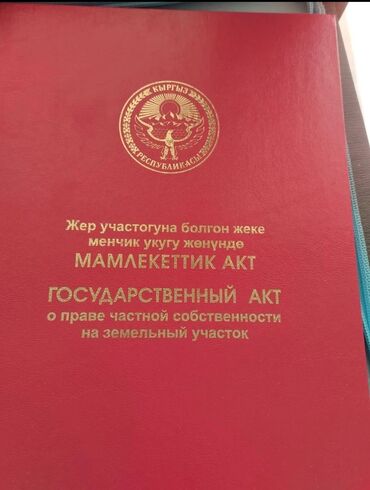 КЫРГЫЗ
РЕСПУБЛИКАСЫ
Жер участогуна болгон жеке
менчик укугу жөнүндө
МАМЛЕКЕТТИК АКТ
ГОСУДАРСТВЕННЫЙ АКТ
о праве частной собственности
на земельный участок